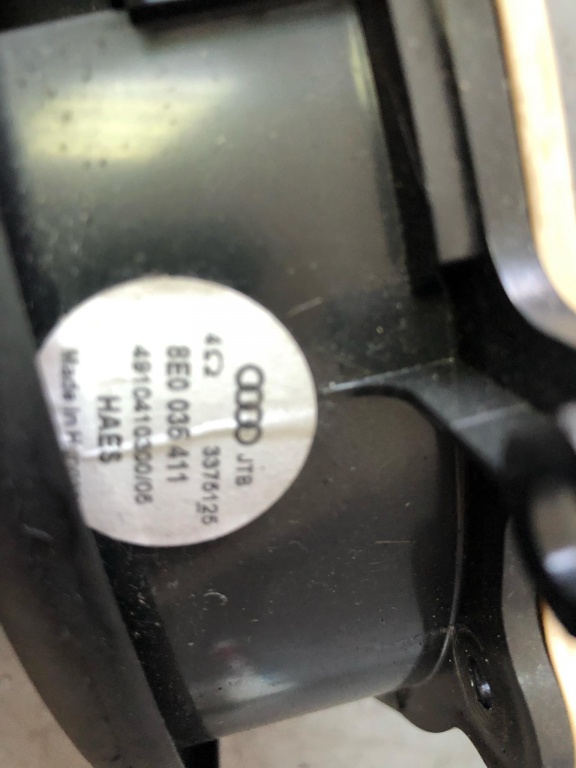 JTB
4Ω 3375125
8E0 035 411
4910410300/06
HAES
Made in